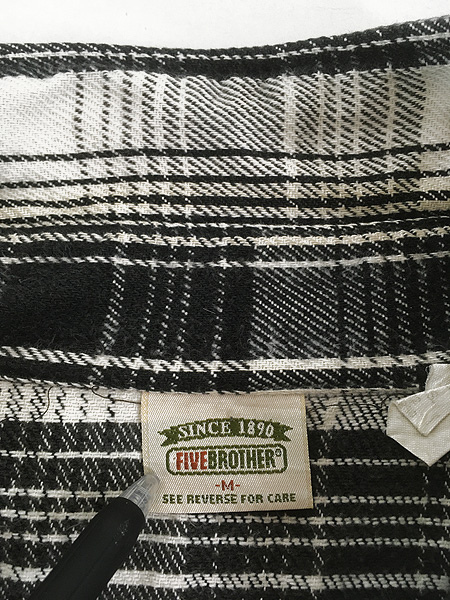 SINCE 1890
FIVEBROTHER®
-M-
SEE REVERSE FOR CARE